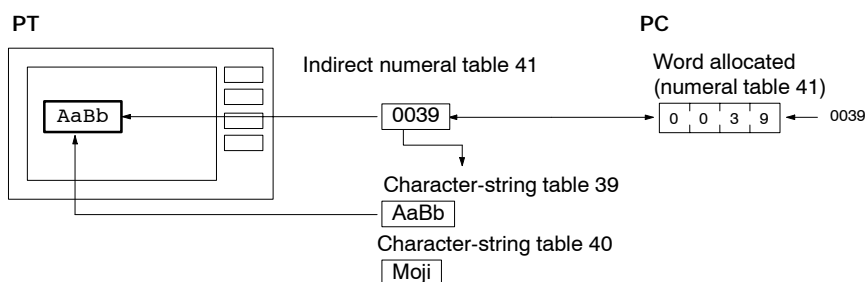 PT
PC
Indirect numeral table 41
Word allocated
(numeral table 41)
AaBb
0039
0 0 3 9
0039
Character-string table 39
AaBb
Character-string table 40
Moji